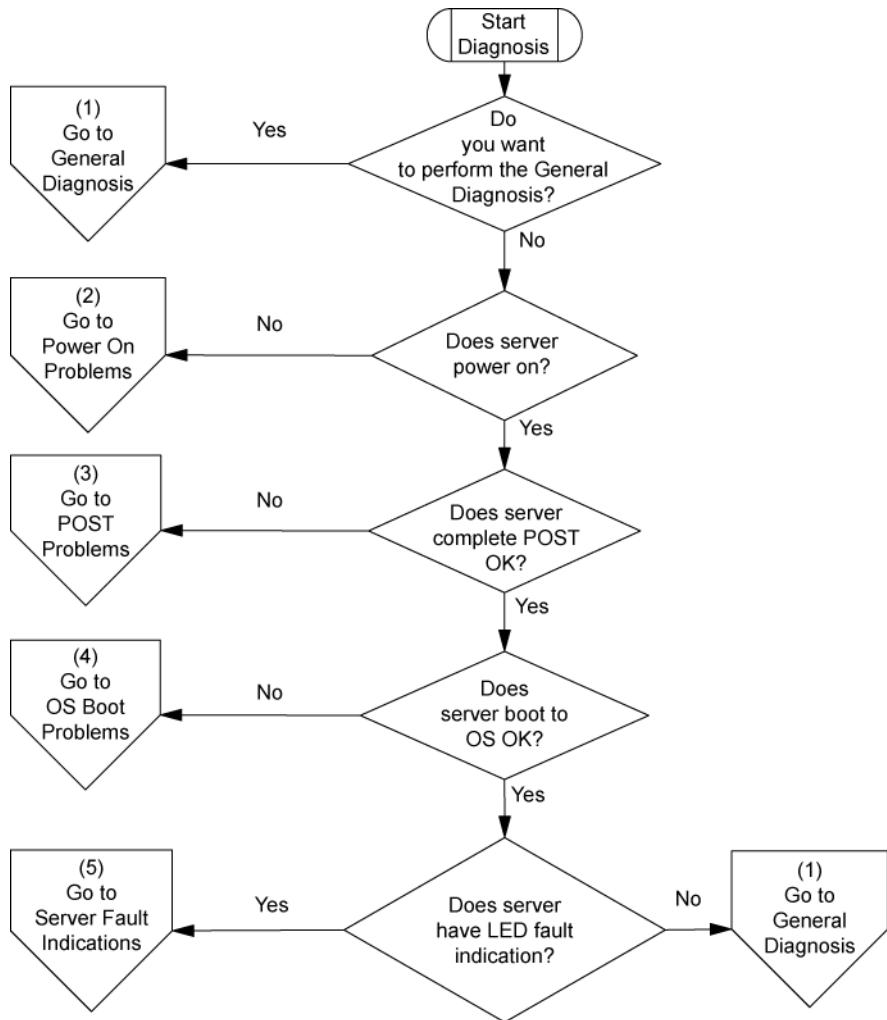 Start
Diagnosis
(1)
Go to
General
Diagnosis
Yes
Do
you want
to perform the General
Diagnosis?
No
(2)
Go to
Power On
Problems
No
Does server
power on?
Yes
(3)
Go to
POST
Problems
No
Does server
complete POST
OK?
Yes
(4)
Go to
OS Boot
Problems
No
Does
server boot to
OS OK?
Yes
(5)
Go to
Server Fault
Indications
Yes
Does server
have LED fault
indication?
No
(1)
Go to
General
Diagnosis